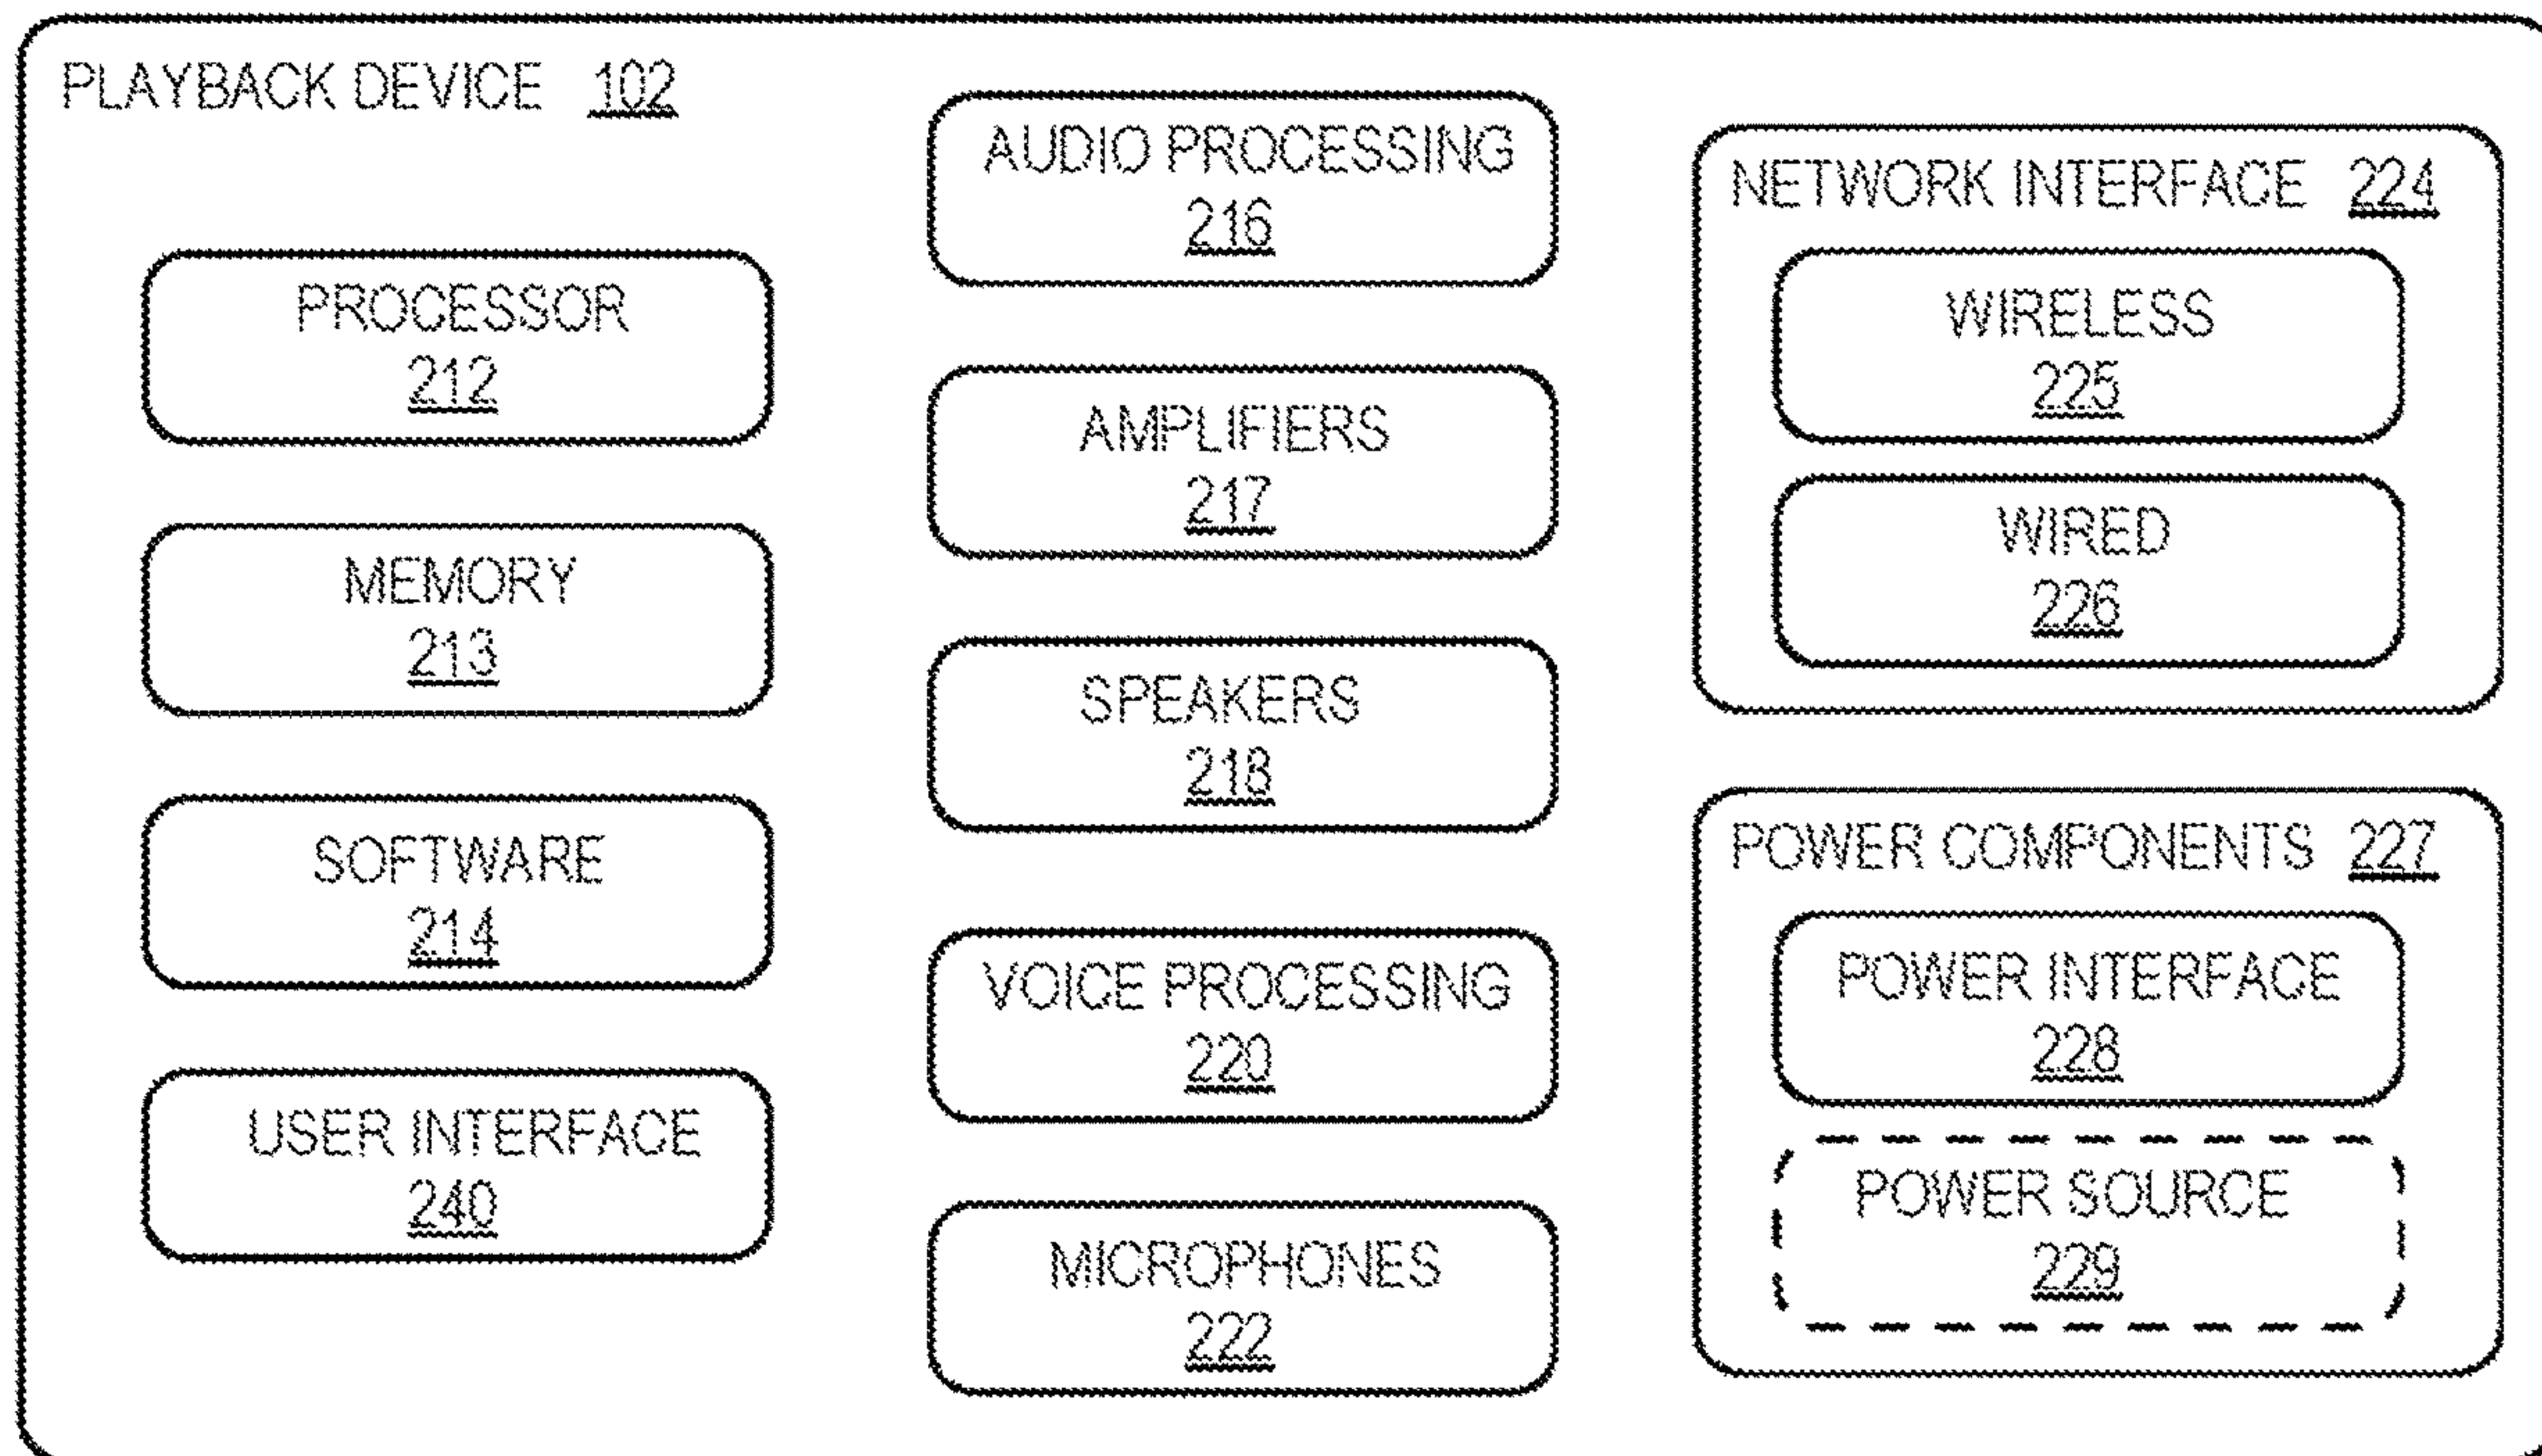 PLAYBACK DEVICE 102
PROCESSOR
212
MEMORY
213
SOFTWARE
214
USER INTERFACE
240
AUDIO PROCESSING
216
AMPLIFIERS
217
SPEAKERS
218
VOICE PROCESSING
220
MICROPHONES
222
NETWORK INTERFACE 224
WIRELESS
225
WIRED
226
POWER COMPONENTS 227
POWER INTERFACE
228
POWER SOURCE
229